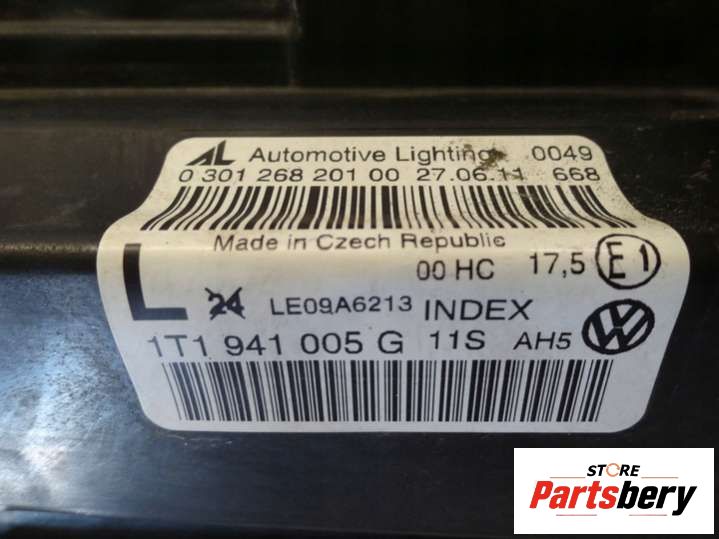 AL Automotive Lighting 0049
0 301 268 201 00 27.06.11 668
Made in Czech Republic
00 HC 17,5 E1
L 24 LE09A6213 INDEX
1T1 941 005 G 11S AH5 VW
STORE
Partsbery